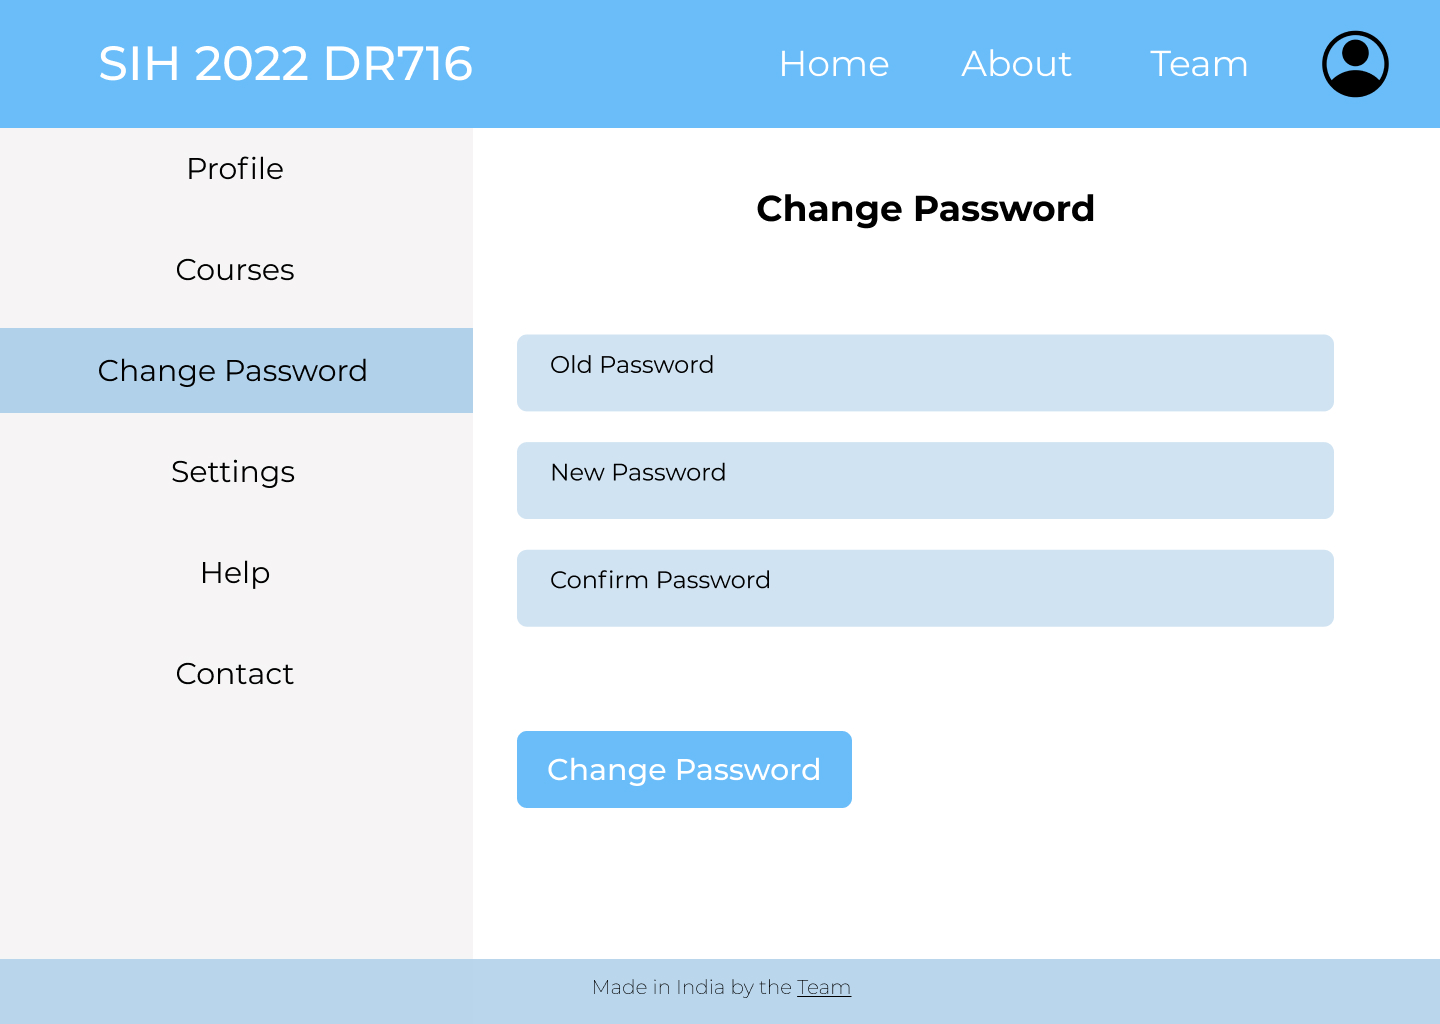 SIH 2022 DR716
Home
About
Team
Profile
Courses
Change Password
Settings
Help
Contact
Change Password
Old Password
New Password
Confirm Password
Change Password
Made in India by the Team